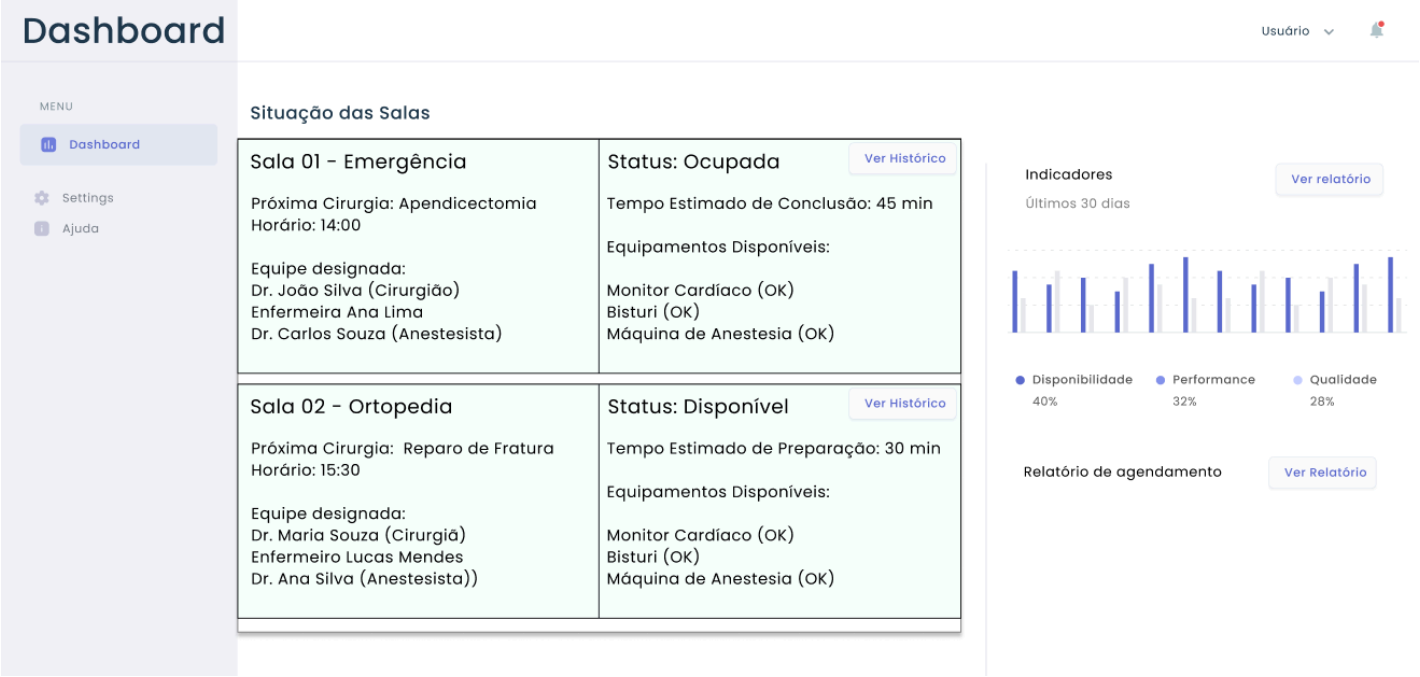 Dashboard
Usuário
MENU
Dashboard
Settings
Ajuda
Situação das Salas
Sala 01 - Emergência
Próxima Cirurgia: Apendicectomia
Horário: 14:00
Equipe designada:
Dr. João Silva (Cirurgião)
Enfermeira Ana Lima
Dr. Carlos Souza (Anestesista)
Status: Ocupada
Ver Histórico
Tempo Estimado de Conclusão: 45 min
Equipamentos Disponíveis:
Monitor Cardíaco (OK)
Bisturi (OK)
Máquina de Anestesia (OK)
Sala 02 - Ortopedia
Próxima Cirurgia:  Reparo de Fratura
Horário: 15:30
Equipe designada:
Dr. Maria Souza (Cirurgiã)
Enfermeiro Lucas Mendes
Dr. Ana Silva (Anestesista))
Status: Disponível
Ver Histórico
Tempo Estimado de Preparação: 30 min
Equipamentos Disponíveis:
Monitor Cardíaco (OK)
Bisturi (OK)
Máquina de Anestesia (OK)
Indicadores
Ver relatório
Últimos 30 dias
Disponibilidade
40%
Performance
32%
Qualidade
28%
Relatório de agendamento
Ver Relatório